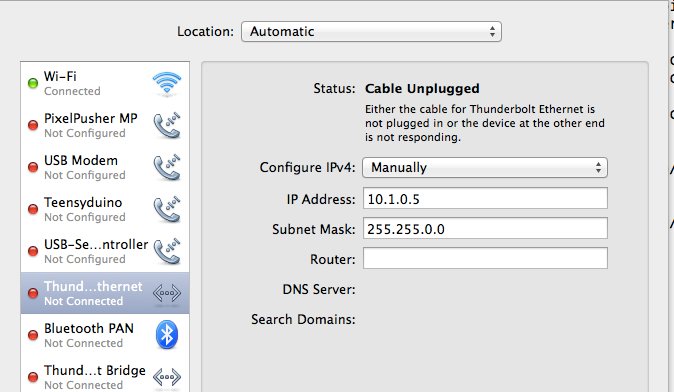 Location: Automatic
Wi-Fi
Connected
PixelPusher MP
Not Configured
USB Modem
Not Configured
Teensyduino
Not Configured
USB-Se...ntroller
Not Configured
Thund...thernet
Not Connected
Bluetooth PAN
Not Connected
Thund...t Bridge
Not Connected
Status: Cable Unplugged
Either the cable for Thunderbolt Ethernet is
not plugged in or the device at the other end
is not responding.
Configure IPv4: Manually
IP Address: 10.1.0.5
Subnet Mask: 255.255.0.0
Router:
DNS Server:
Search Domains: